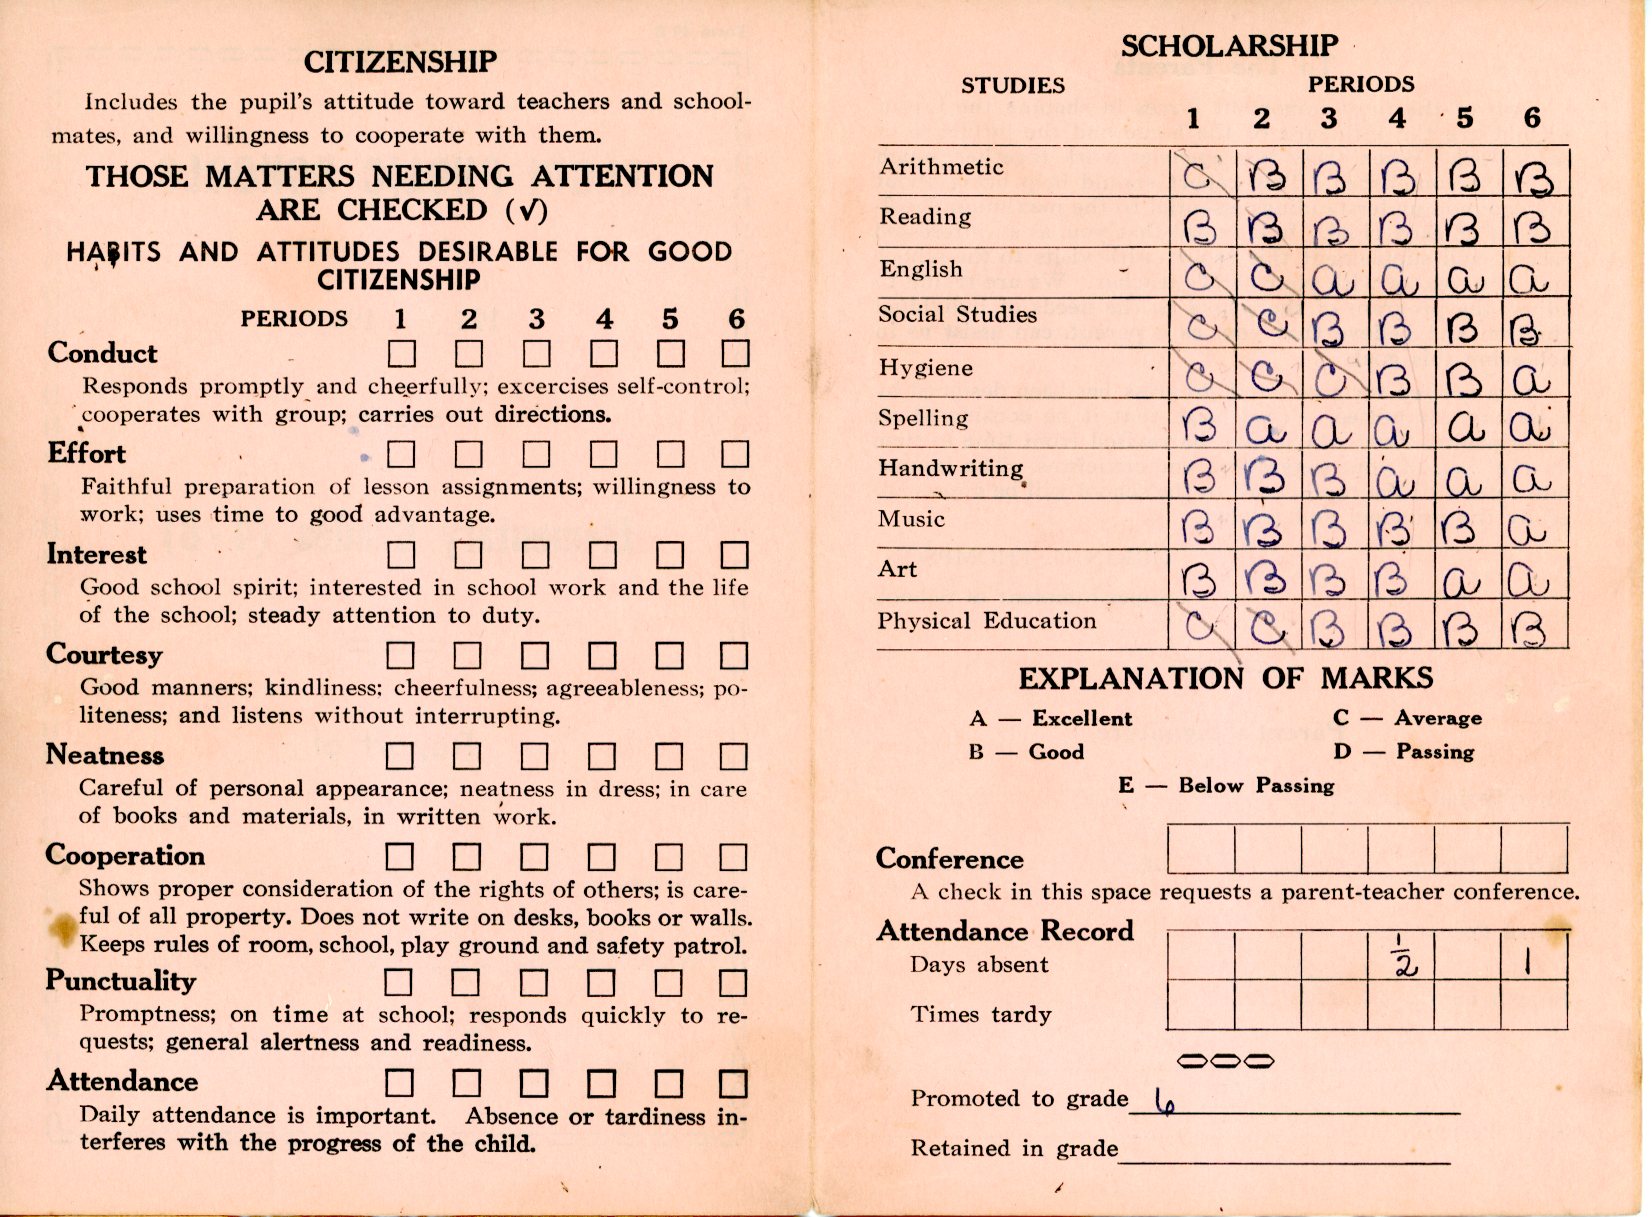 CITIZENSHIP
Includes the pupil's attitude toward teachers and school-
mates, and willingness to cooperate with them.
THOSE MATTERS NEEDING ATTENTION
ARE CHECKED (√)
HABITS AND ATTITUDES DESIRABLE FOR GOOD
CITIZENSHIP
PERIODS 1 2 3 4 5 6
Conduct
Responds promptly and cheerfully; excercises self-control;
cooperates with group; carries out directions.
Effort
Faithful preparation of lesson assignments; willingness to
work; uses time to good advantage.
Interest
Good school spirit; interested in school work and the life
of the school; steady attention to duty.
Courtesy
Good manners; kindliness; cheerfulness; agreeableness; po-
liteness; and listens without interrupting.
Neatness
Careful of personal appearance; neatness in dress; in care
of books and materials, in written work.
Cooperation
Shows proper consideration of the rights of others; is care-
ful of all property. Does not write on desks, books or walls.
Keeps rules of room, school, play ground and safety patrol.
Punctuality
Promptness; on time at school; responds quickly to re-
quests; general alertness and readiness.
Attendance
Daily attendance is important. Absence or tardiness in-
terferes with the progress of the child.
SCHOLARSHIP
STUDIES PERIODS
1 2 3 4 5 6
Arithmetic C B B B B B
Reading B B B B B B
English C C a a a a
Social Studies C C B B B B
Hygiene C C C B B a
Spelling B a a a a a
Handwriting B B B a a a
Music B B B B B a
Art B B B B a a
Physical Education C C B B B B
EXPLANATION OF MARKS
A — Excellent C — Average
B — Good D — Passing
E — Below Passing
Conference
A check in this space requests a parent-teacher conference.
Attendance Record
Days absent 1/2 1
Times tardy
Promoted to grade 6
Retained in grade